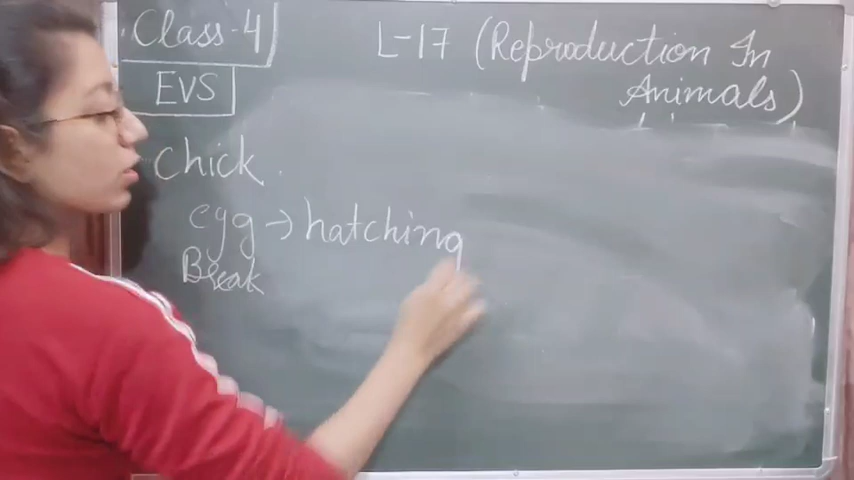 Class-4
EVS
L-17 (Reproduction In
Animals)
Chick.
egg → hatching
Break